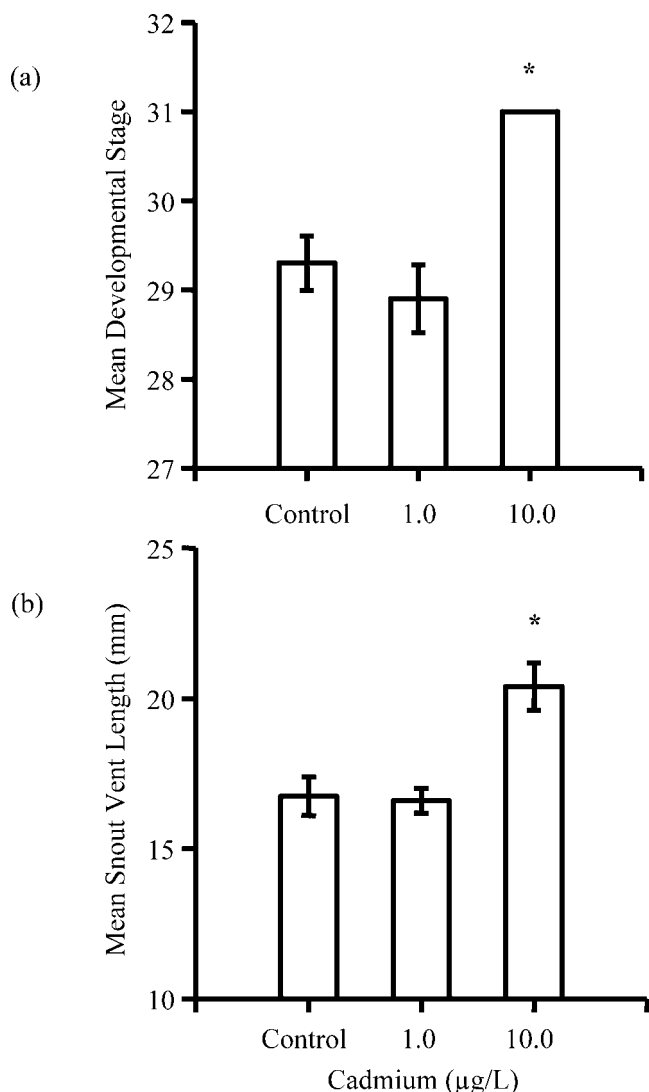 (a)
Mean Developmental Stage
32
31
30
29
28
27
*
Control 1.0 10.0
(b)
Mean Snout Vent Length (mm)
25
20
15
10
*
Control 1.0 10.0
Cadmium (µg/L)